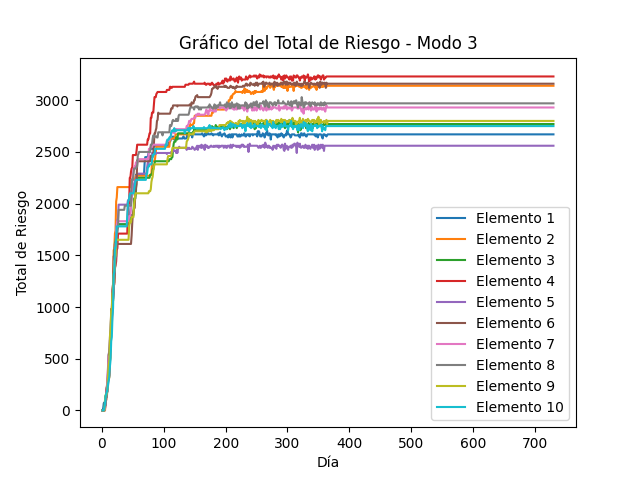 Gráfico del Total de Riesgo - Modo 3
Total de Riesgo
3000
2500
2000
1500
1000
500
0
0 100 200 300 400 500 600 700
Día
Elemento 1
Elemento 2
Elemento 3
Elemento 4
Elemento 5
Elemento 6
Elemento 7
Elemento 8
Elemento 9
Elemento 10